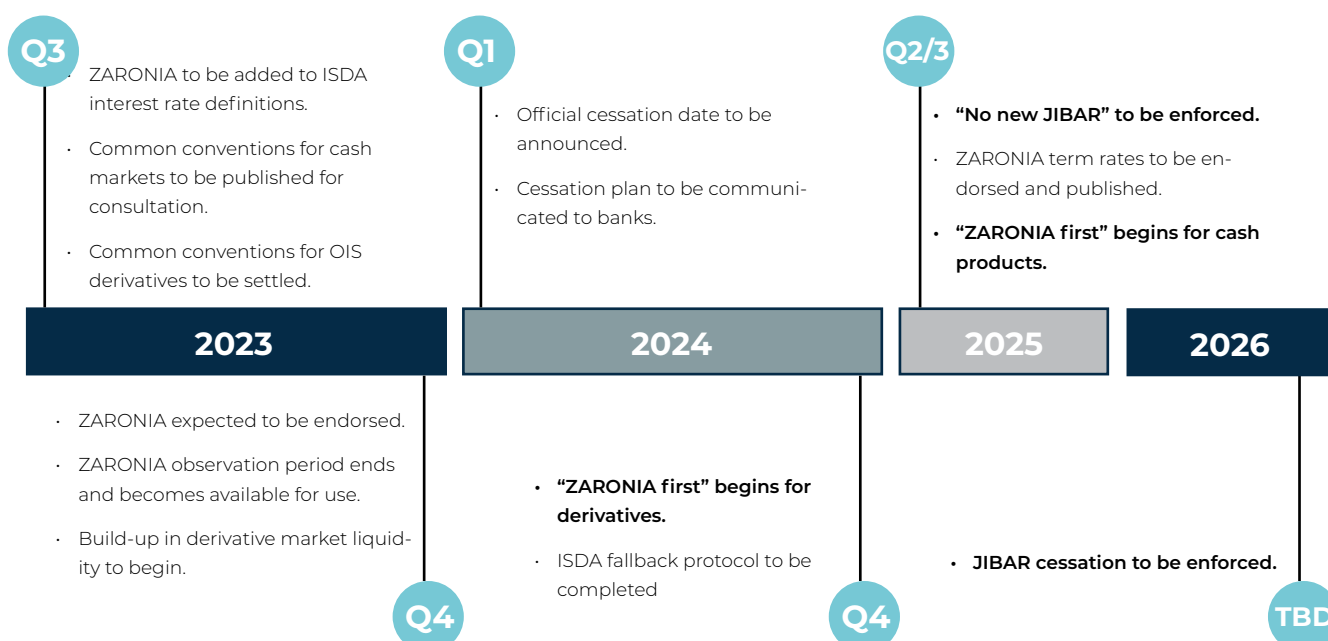 Q3
· ZARONIA to be added to ISDA
interest rate definitions.
· Common conventions for cash
markets to be published for
consultation.
· Common conventions for OIS
derivatives to be settled.
Q1
· Official cessation date to be
announced.
· Cessation plan to be communi-
cated to banks.
Q2/3
• “No new JIBAR” to be enforced.
· ZARONIA term rates to be en-
dorsed and published.
• “ZARONIA first” begins for cash
products.
2023
2024
2025
2026
· ZARONIA expected to be endorsed.
· ZARONIA observation period ends
and becomes available for use.
· Build-up in derivative market liquid-
ity to begin.
Q4
• “ZARONIA first” begins for
derivatives.
· ISDA fallback protocol to be
completed
Q4
• JIBAR cessation to be enforced.
TBD